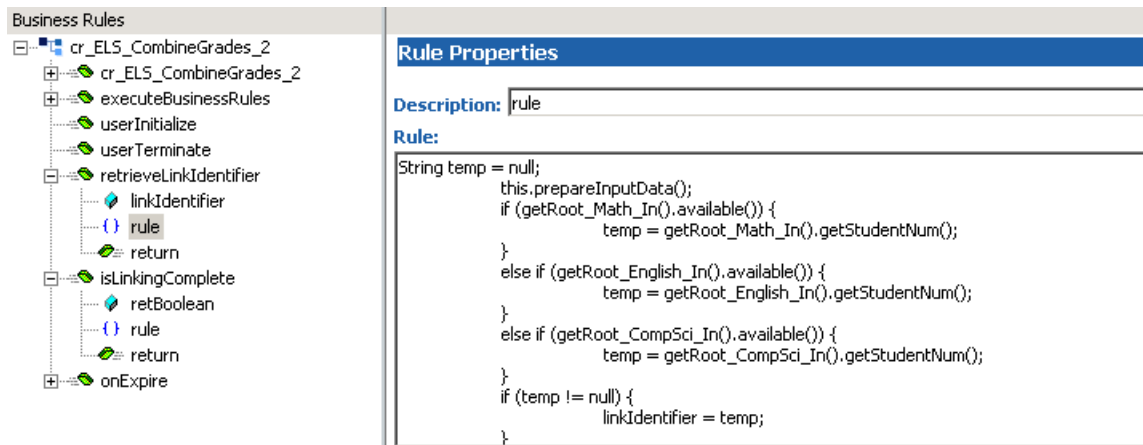 Business Rules
cr_ELS_CombineGrades_2
cr_ELS_CombineGrades_2
executeBusinessRules
userInitialize
userTerminate
retrieveLinkIdentifier
linkIdentifier
{} rule
return
isLinkingComplete
retBoolean
{} rule
return
onExpire
Rule Properties
Description: rule
Rule:
String temp = null;
this.prepareInputData();
if (getRoot_Math_In().available()) {
temp = getRoot_Math_In().getStudentNum();
}
else if (getRoot_English_In().available()) {
temp = getRoot_English_In().getStudentNum();
}
else if (getRoot_CompSci_In().available()) {
temp = getRoot_CompSci_In().getStudentNum();
}
if (temp != null) {
linkIdentifier = temp;
}